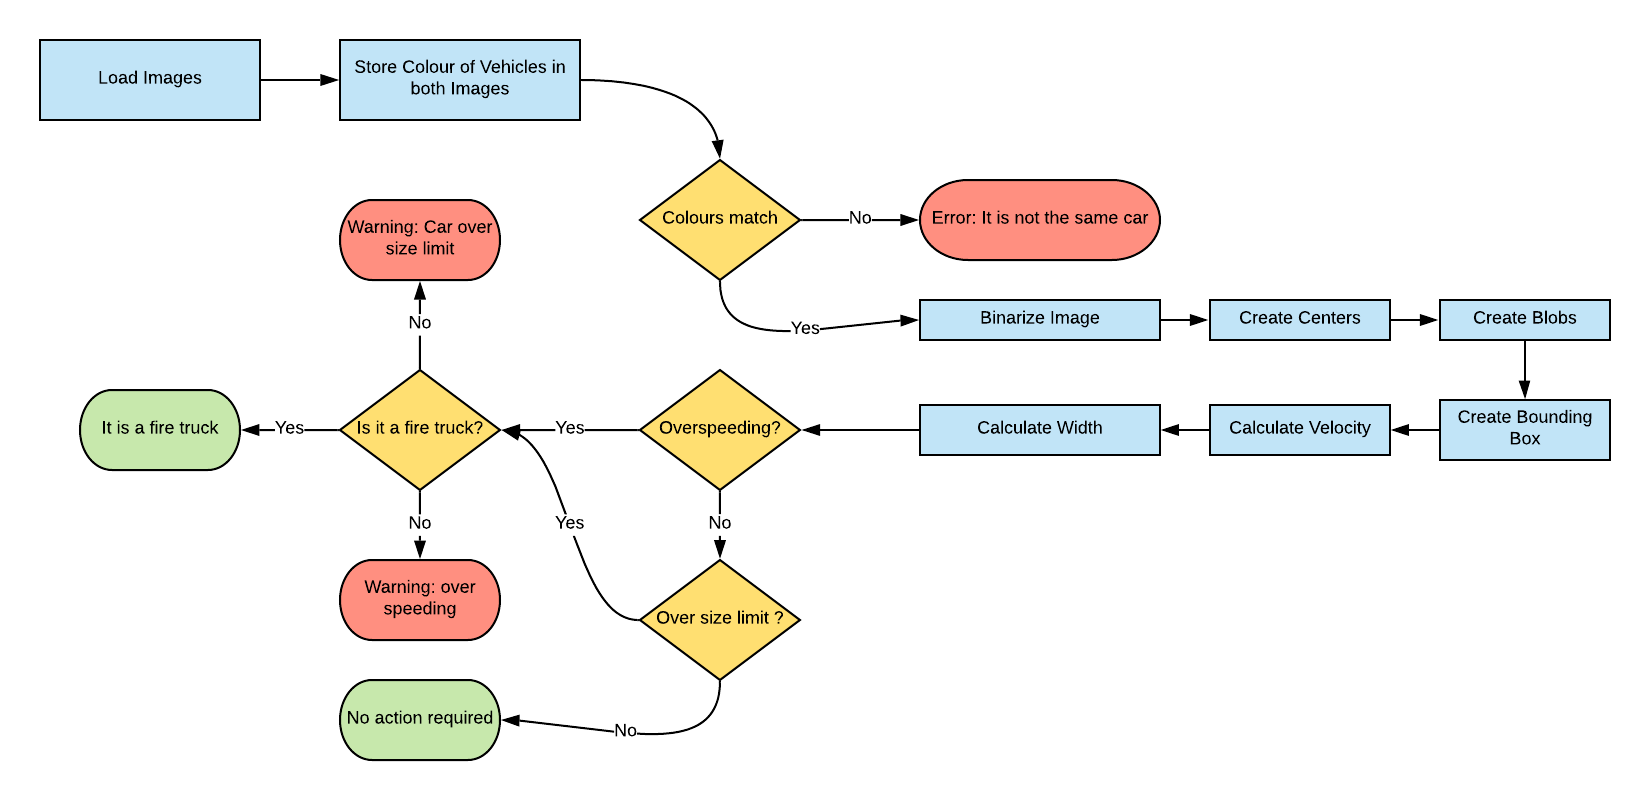 Load Images
Store Colour of Vehicles in
both Images
Colours match
No
Error: It is not the same car
Yes
Binarize Image
Create Centers
Create Blobs
Create Bounding
Box
Calculate Velocity
Calculate Width
Overspeeding?
Yes
Is it a fire truck?
Yes
It is a fire truck
No
Warning: Car over
size limit
No
Warning: over
speeding
No
Over size limit ?
Yes
No
No action required